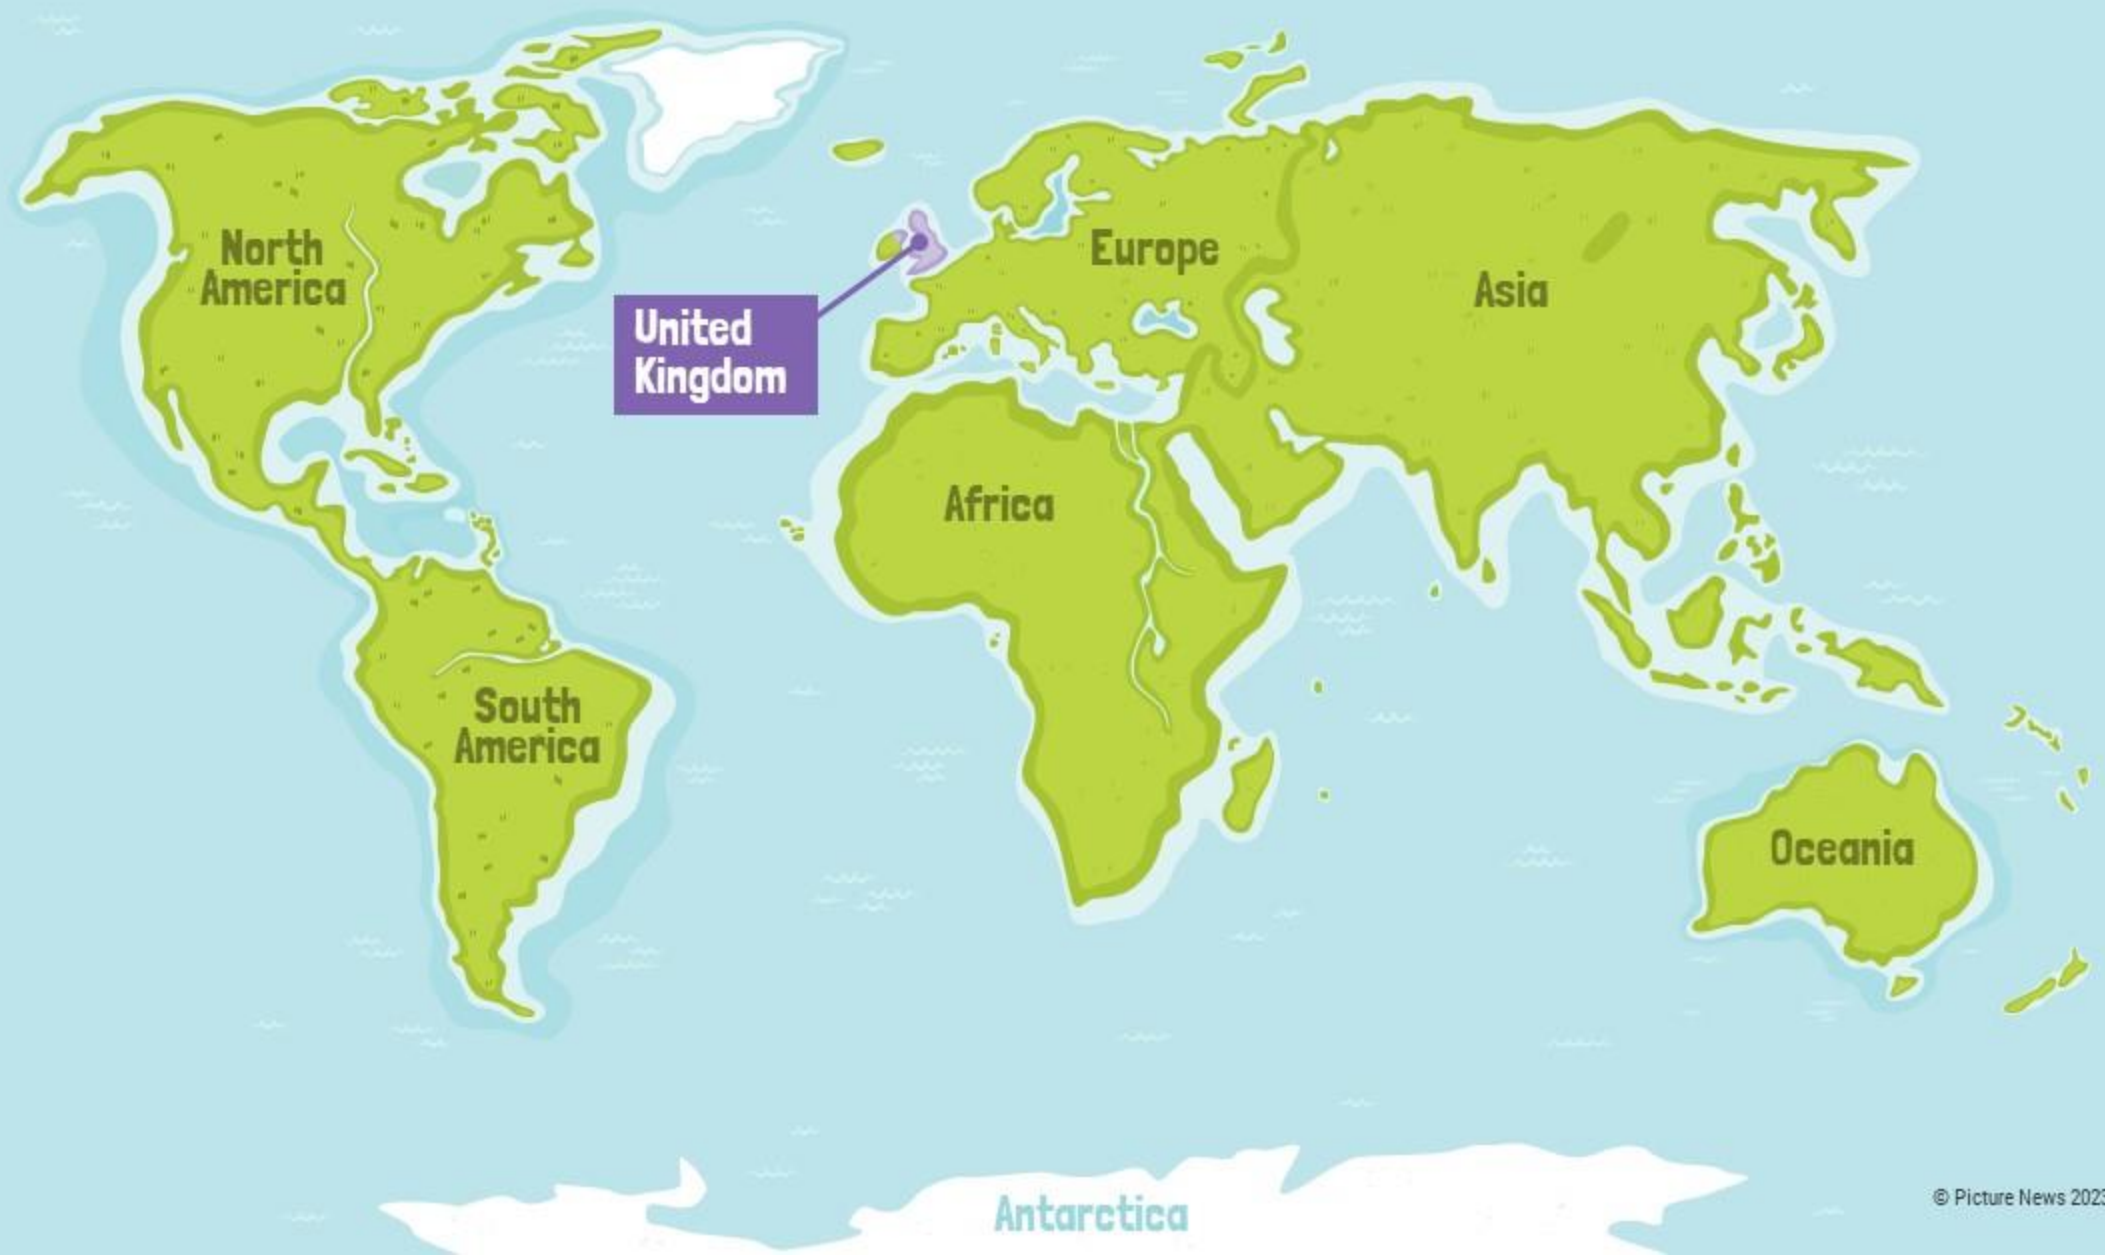 North
America
United
Kingdom
Europe
Asia
Africa
South
America
Oceania
Antarctica
© Picture News 2023